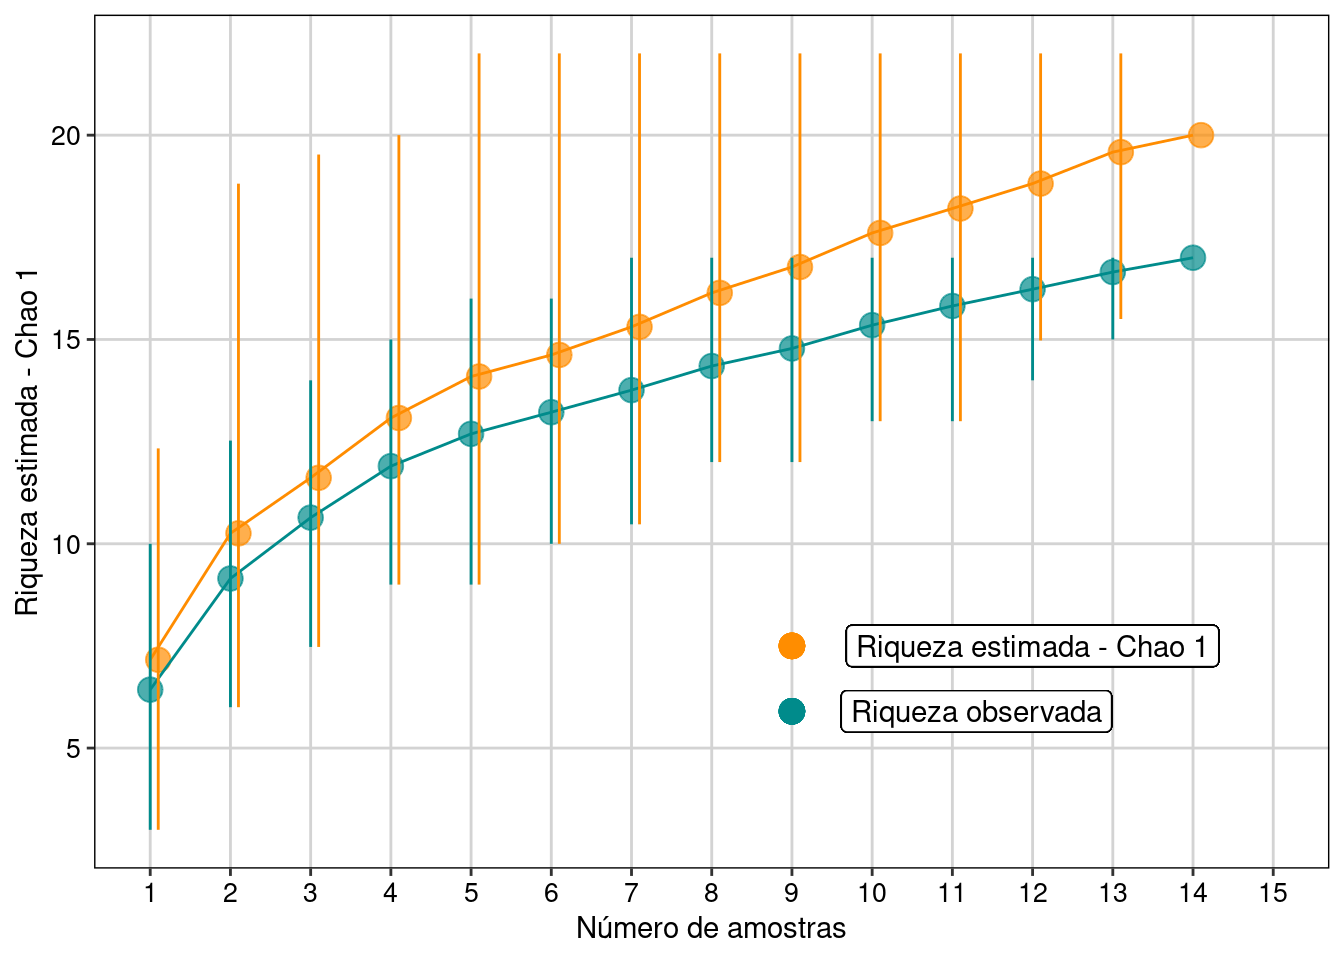 Riqueza estimada - Chao 1
20
15
10
5
Riqueza estimada - Chao 1
Riqueza observada
1 2 3 4 5 6 7 8 9 10 11 12 13 14 15
Número de amostras